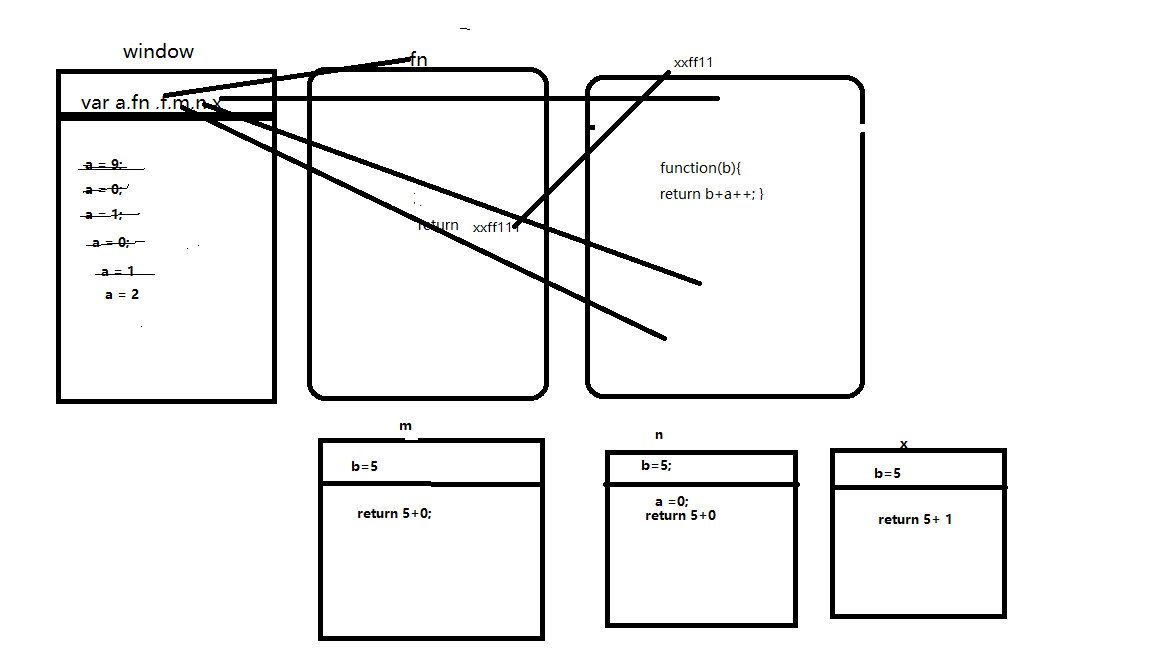 window
fn
xxff11
var a.fn .f.m.n.x
a = 9;
a = 0;
a = 1;
a = 0;
a = 1
a = 2
return xxff111
function(b){
return b+a++; }
m
b=5
return 5+0;
n
b=5;
a =0;
return 5+0
x
b=5
return 5+ 1